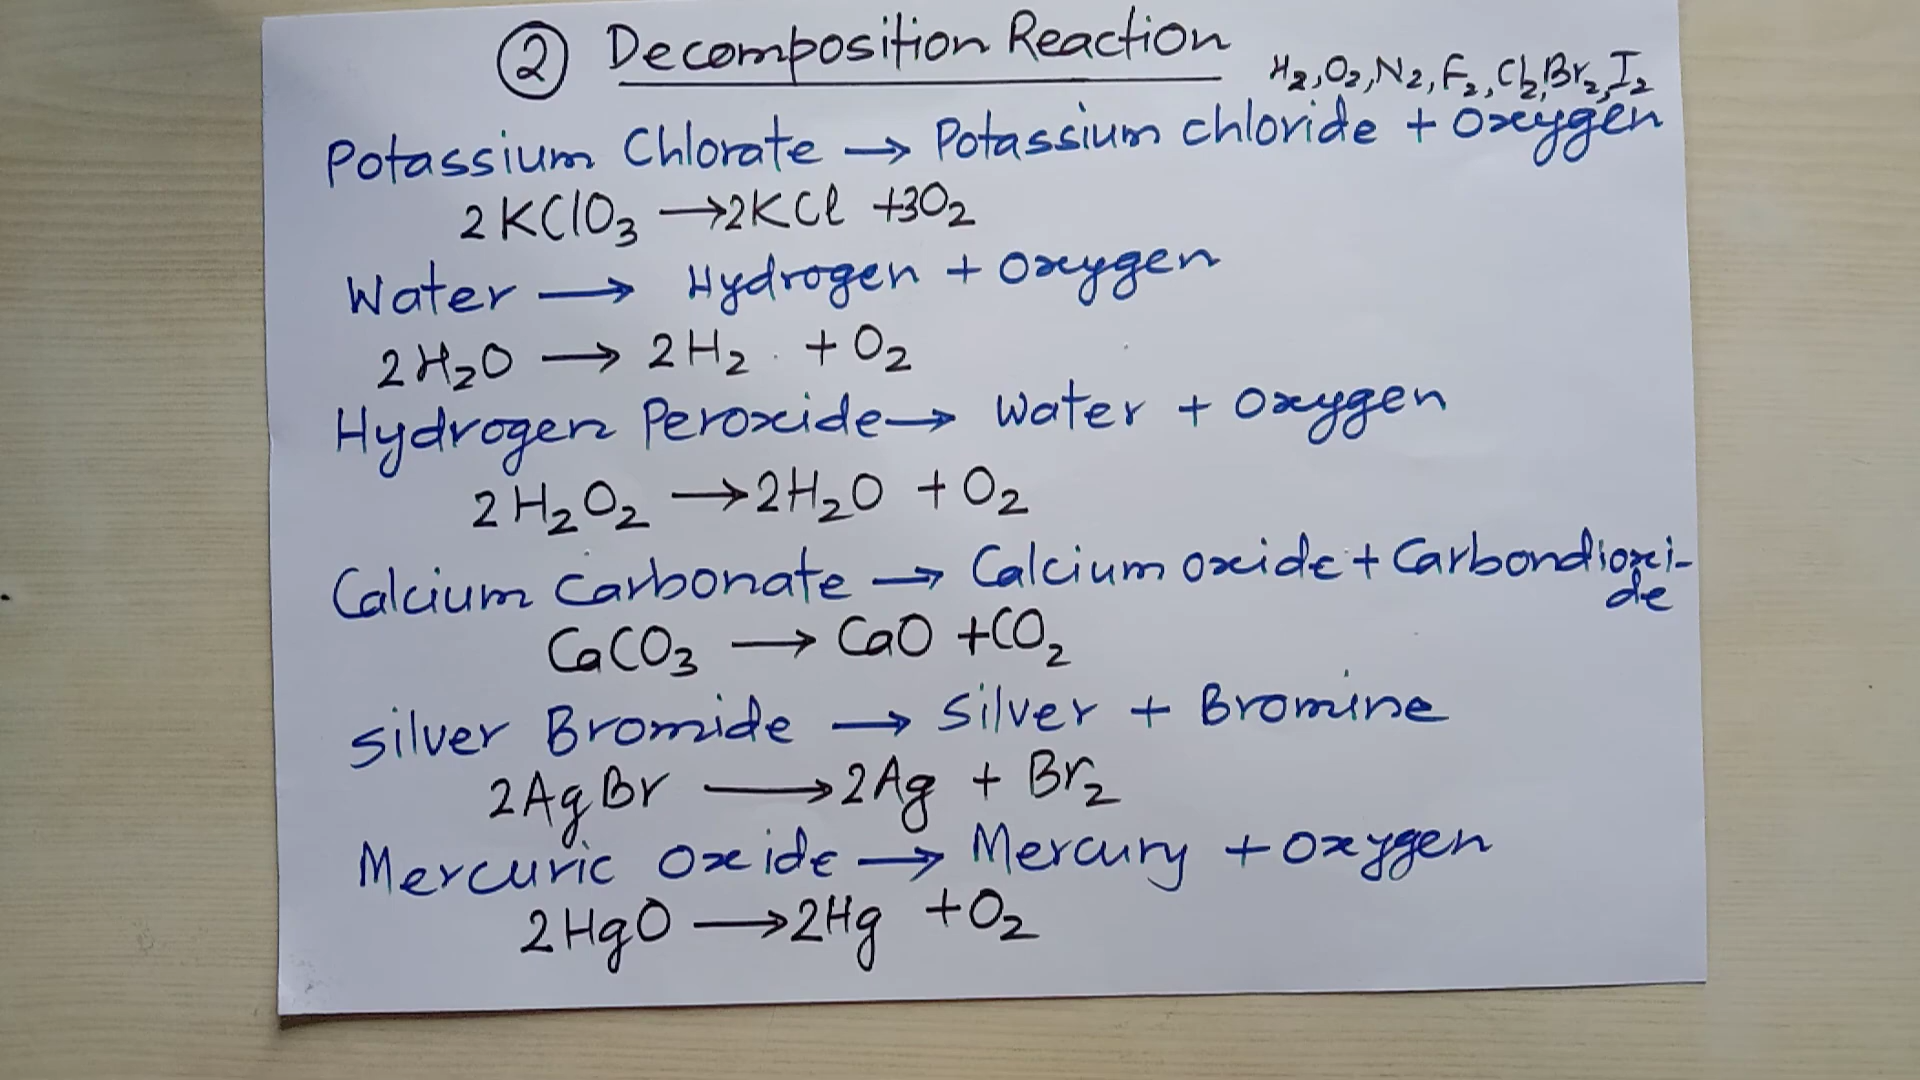 ② Decomposition Reaction
H₂, O₂, N₂, F₂, Cl₂, Br₂, I₂
Potassium Chlorate → Potassium chloride + Oxygen
2KClO₃ → 2KCl + 3O₂
Water → Hydrogen + Oxygen
2H₂O → 2H₂ + O₂
Hydrogen Peroxide → Water + Oxygen
2H₂O₂ → 2H₂O + O₂
Calcium Carbonate → Calcium oxide + Carbondioxi-
de
CaCO₃ → CaO + CO₂
Silver Bromide → Silver + Bromine
2AgBr → 2Ag + Br₂
Mercuric Oxide → Mercury + Oxygen
2HgO → 2Hg + O₂